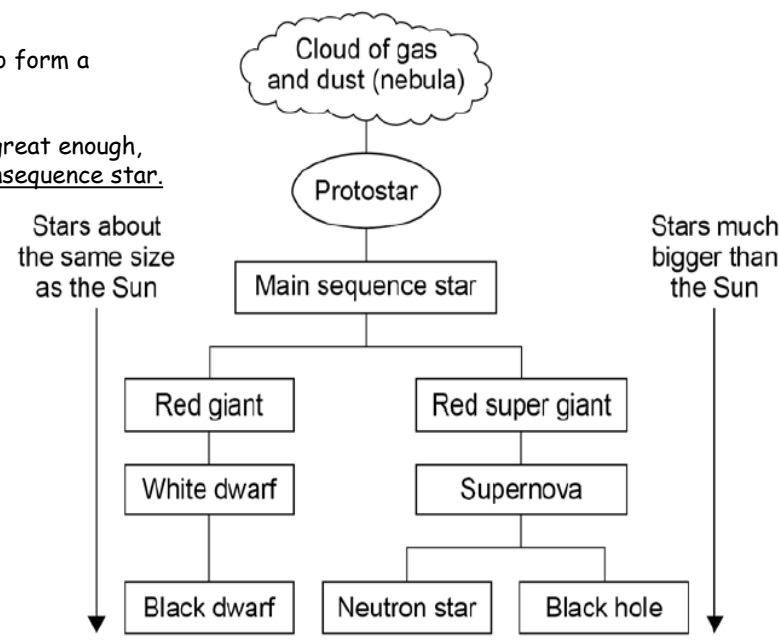 Cloud of gas
and dust (nebula)
form a
great enough,
sequence star.
Protostar
Stars about
the same size
as the Sun
Stars much
bigger than
the Sun
Main sequence star
Red giant
Red super giant
White dwarf
Supernova
Black dwarf
Neutron star
Black hole